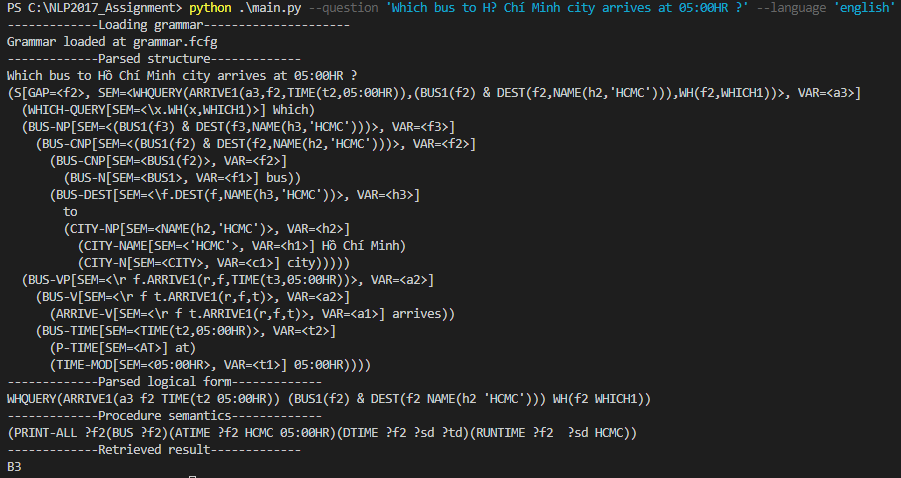 PS C:\NLP2017_Assignment> python .\main.py --question 'Which bus to H? Chí Minh city arrives at 05:00HR ?' --language 'english'
-------------Loading grammar---------------------
Grammar loaded at grammar.fcfg
-------------Parsed structure-------------
Which bus to Hồ Chí Minh city arrives at 05:00HR ?
(S[GAP=<f2>, SEM=<WHQUERY(ARRIVE1(a3,f2,TIME(t2,05:00HR)),(BUS1(f2) & DEST(f2,NAME(h2,'HCMC'))),WH(f2,WHICH1))>, VAR=<a3>]
  (WHICH-QUERY[SEM=<\x.WH(x,WHICH1)>] Which)
  (BUS-NP[SEM=<(BUS1(f3) & DEST(f3,NAME(h3,'HCMC')))>, VAR=<f3>]
    (BUS-CNP[SEM=<(BUS1(f2) & DEST(f2,NAME(h2,'HCMC')))>, VAR=<f2>]
      (BUS-CNP[SEM=<BUS1(f2)>, VAR=<f2>]
        (BUS-N[SEM=<BUS1>, VAR=<f1>] bus))
      (BUS-DEST[SEM=<\f.DEST(f,NAME(h3,'HCMC'))>, VAR=<h3>]
        to
        (CITY-NP[SEM=<NAME(h2,'HCMC')>, VAR=<h2>]
          (CITY-NAME[SEM=<'HCMC'>, VAR=<h1>] Hồ Chí Minh)
          (CITY-N[SEM=<CITY>, VAR=<c1>] city)))))
  (BUS-VP[SEM=<\r f.ARRIVE1(r,f,TIME(t3,05:00HR))>, VAR=<a2>]
    (BUS-V[SEM=<\r f t.ARRIVE1(r,f,t)>, VAR=<a2>]
      (ARRIVE-V[SEM=<\r f t.ARRIVE1(r,f,t)>, VAR=<a1>] arrives))
    (BUS-TIME[SEM=<TIME(t2,05:00HR)>, VAR=<t2>]
      (P-TIME[SEM=<AT>] at)
      (TIME-MOD[SEM=<05:00HR>, VAR=<t1>] 05:00HR))))
-------------Parsed logical form-------------
WHQUERY(ARRIVE1(a3 f2 TIME(t2 05:00HR)) (BUS1(f2) & DEST(f2 NAME(h2 'HCMC'))) WH(f2 WHICH1))
-------------Procedure semantics-------------
(PRINT-ALL ?f2(BUS ?f2)(ATIME ?f2 HCMC 05:00HR)(DTIME ?f2 ?sd ?td)(RUNTIME ?f2  ?sd HCMC))
-------------Retrieved result-------------
B3